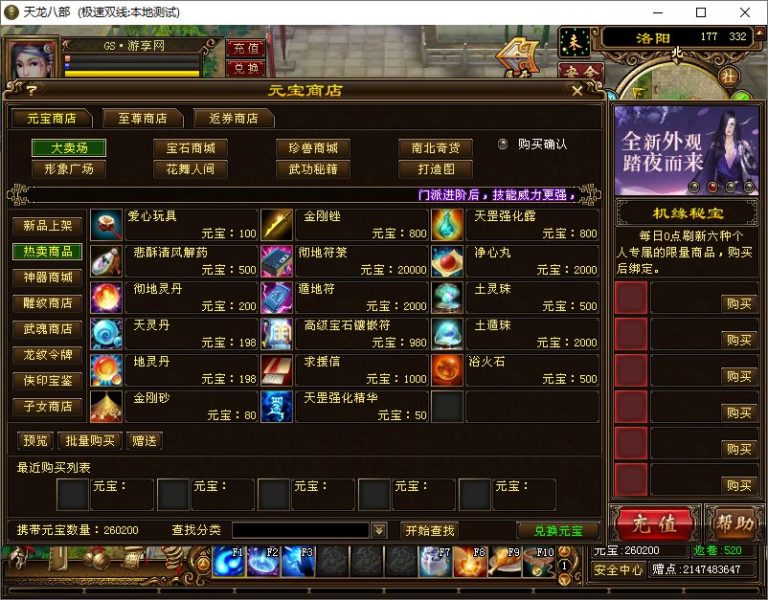 天龙八部 (极速双线:本地测试)
GS·游享网
充值
兑换
洛阳 177 332
北
未
安全
社
? 元宝商店
元宝商店 至尊商店 返券商店
大卖场 宝石商城 珍兽商城 南北奇货 购买确认
形象广场 花舞人间 武功秘籍 打造图
门派进阶后，技能威力更强，
新品上架
热卖商品
神器商城
雕纹商店
武魂商店
龙纹令牌
侠印宝鉴
子女商店
爱心玩具 元宝：100
金刚锉 元宝：800
天罡强化露 元宝：800
悲酥清风解药 元宝：500
彻地符箓 元宝：20000
净心丸 元宝：2000
彻地灵丹 元宝：200
遁地符 元宝：2000
土灵珠 元宝：500
天灵丹 元宝：198
高级宝石镶嵌符 元宝：980
土遁珠 元宝：2000
地灵丹 元宝：198
求援信 元宝：1000
浴火石 元宝：500
金刚砂 元宝：80
天罡强化精华 元宝：50
预览 批量购买 赠送
最近购买列表
元宝： 元宝： 元宝： 元宝： 元宝：
携带元宝数量：260200 查找分类 开始查找 兑换元宝
全新外观
踏夜而来
机缘秘宝
每日0点刷新六种个
人专属的限量商品，购买
后绑定。
购买
购买
购买
购买
购买
购买
充值 帮助
元宝:260200 返卷:520
安全中心 赠点:2147483647
F1 F2 F3 F7 F8 F9 F10
1